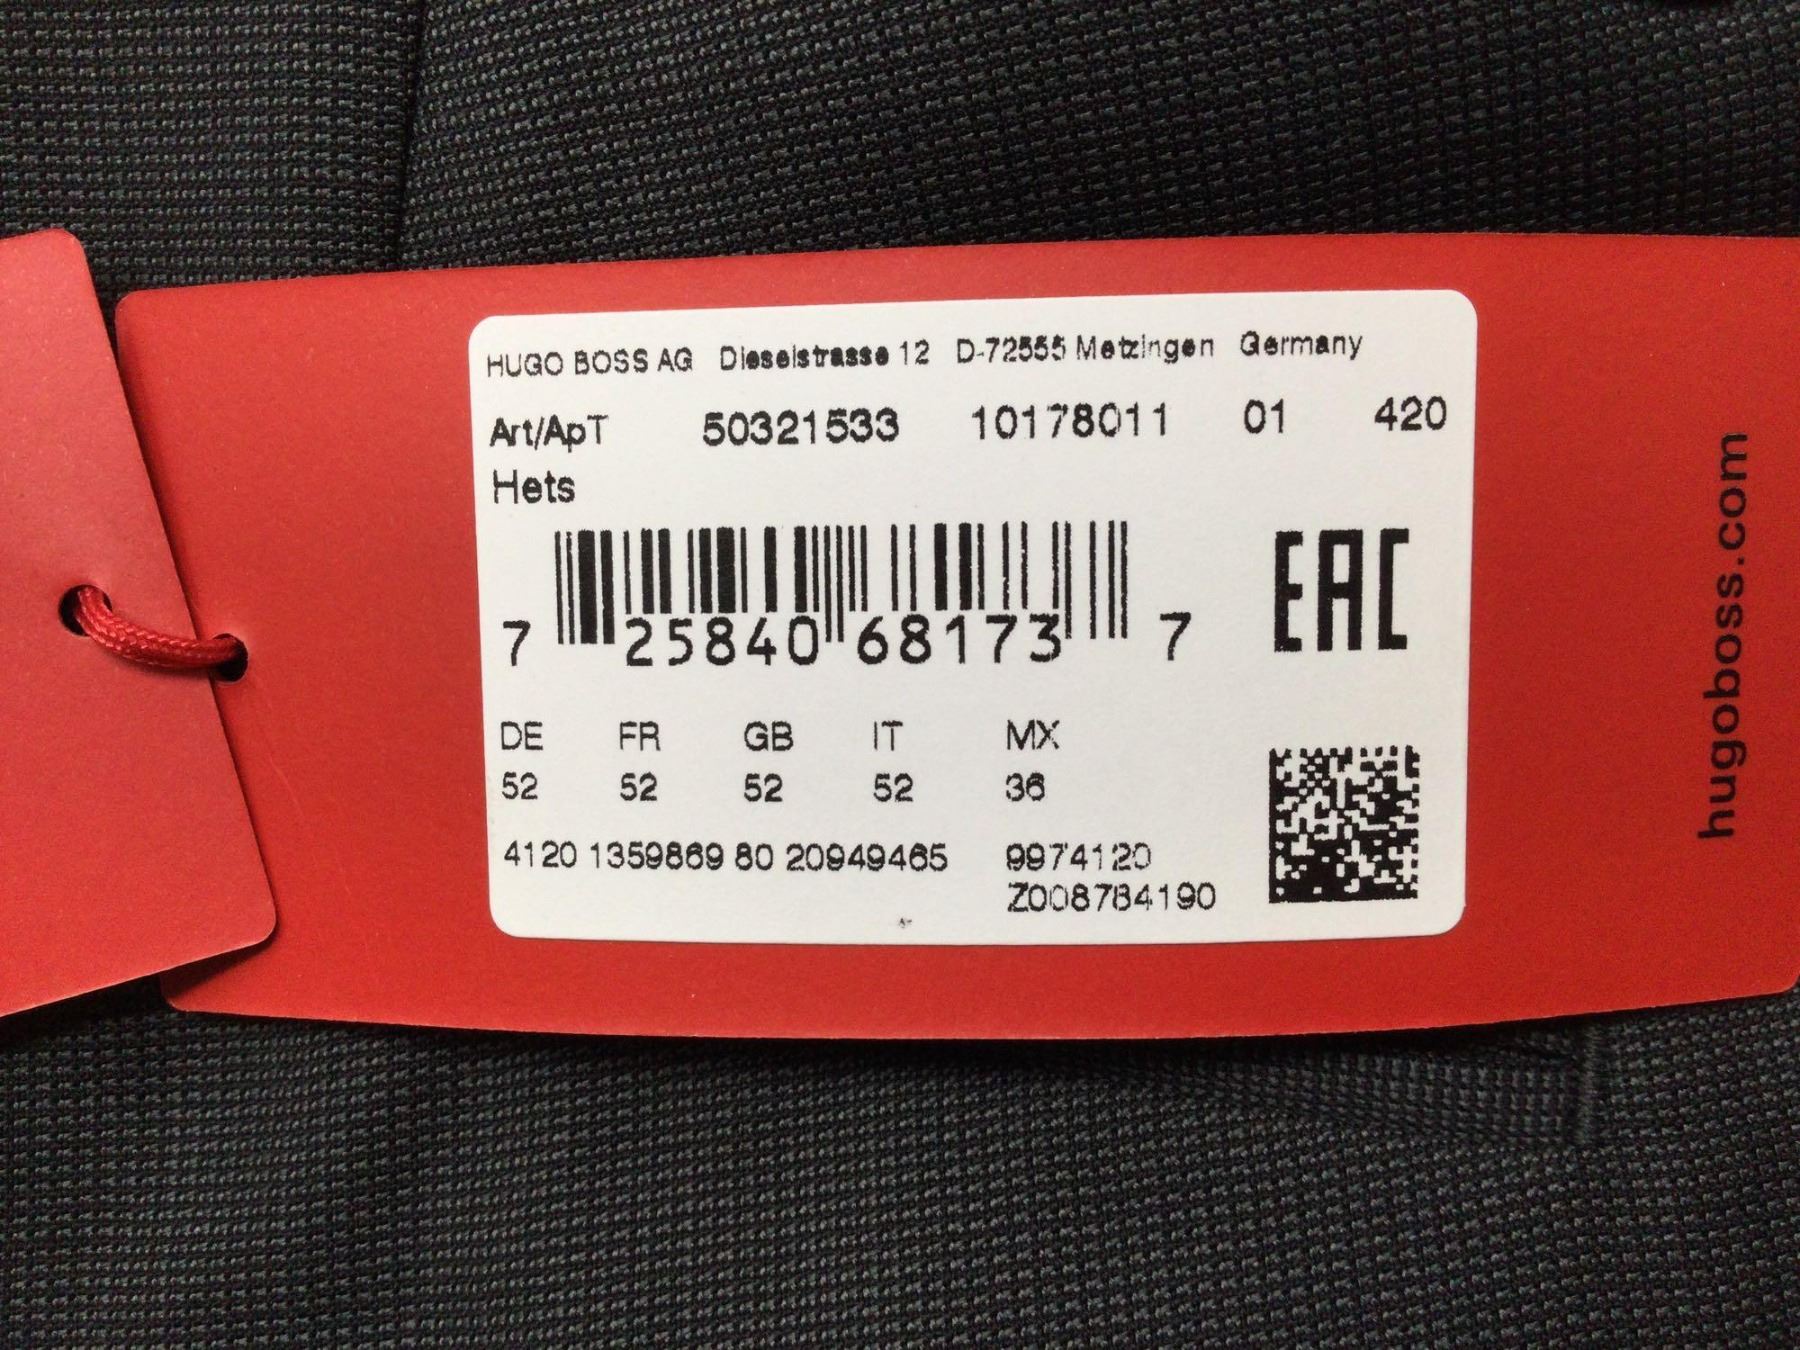 HUGO BOSS AG Dieselstrasse 12 D-72555 Metzingen Germany
Art/ApT 50321533 10178011 01 420
Hets
7 25840 68173 7
EAC
DE FR GB IT MX
52 52 52 52 36
4120 1359869 80 20949465 9974120
Z008784190
hugoboss.com